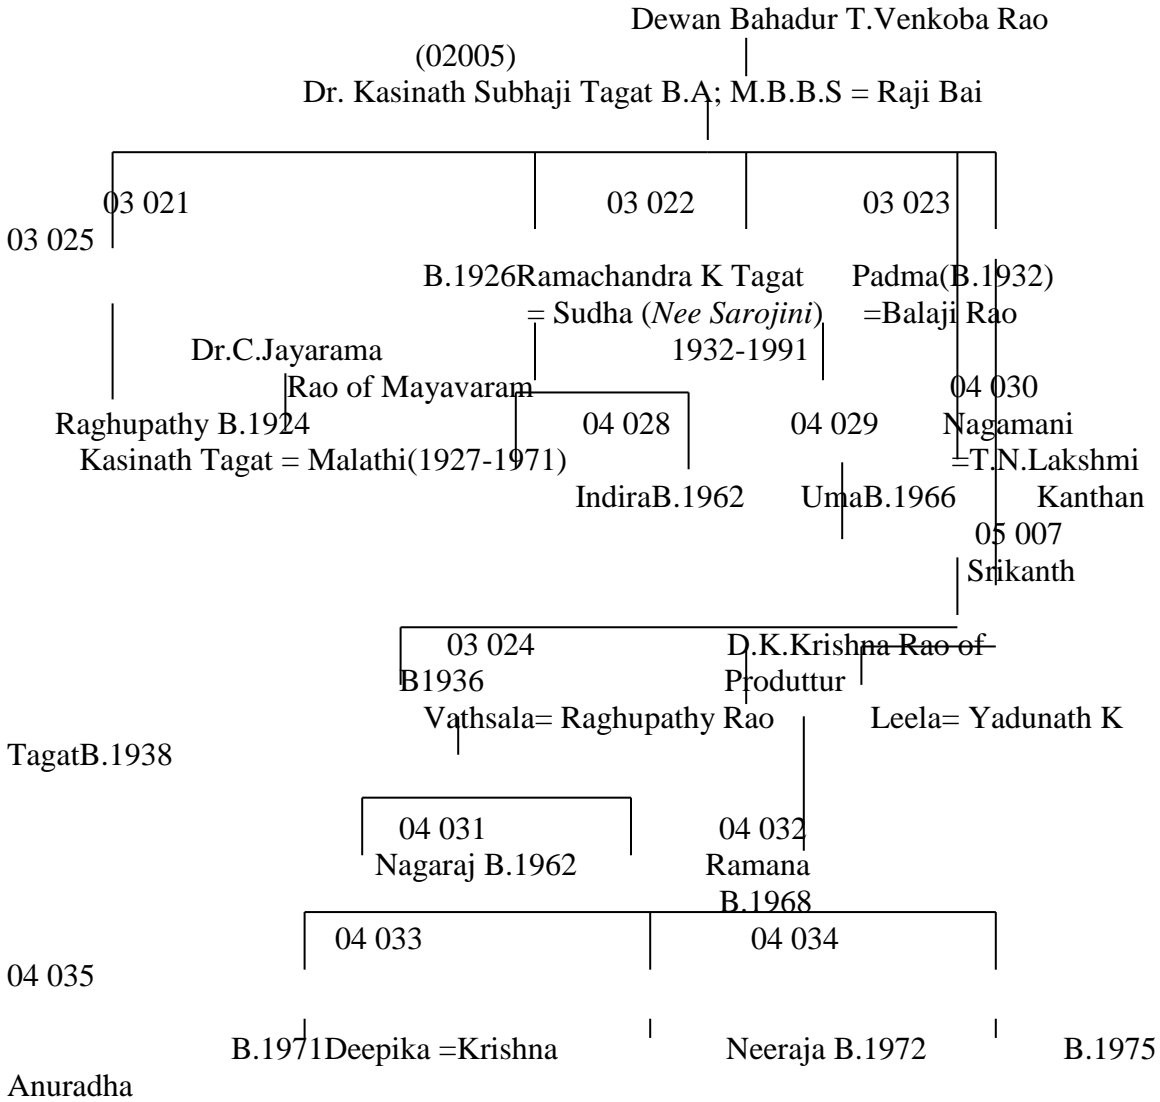 Dewan Bahadur T.Venkoba Rao
(02005)
Dr. Kasinath Subhaji Tagat B.A; M.B.B.S = Raji Bai
03 021 03 022 03 023
03 025
B.1926Ramachandra K Tagat Padma(B.1932)
= Sudha (Nee Sarojini) =Balaji Rao
Dr.C.Jayarama 1932-1991
Rao of Mayavaram 04 030
Raghupathy B.1924 04 028 04 029 Nagamani
Kasinath Tagat = Malathi(1927-1971) =T.N.Lakshmi
IndiraB.1962 UmaB.1966 Kanthan
05 007
Srikanth
03 024 D.K.Krishna Rao of
B1936 Produttur
Vathsala= Raghupathy Rao Leela= Yadunath K
TagatB.1938
04 031 04 032
Nagaraj B.1962 Ramana
B.1968
04 033 04 034
04 035
B.1971Deepika =Krishna Neeraja B.1972 B.1975
Anuradha